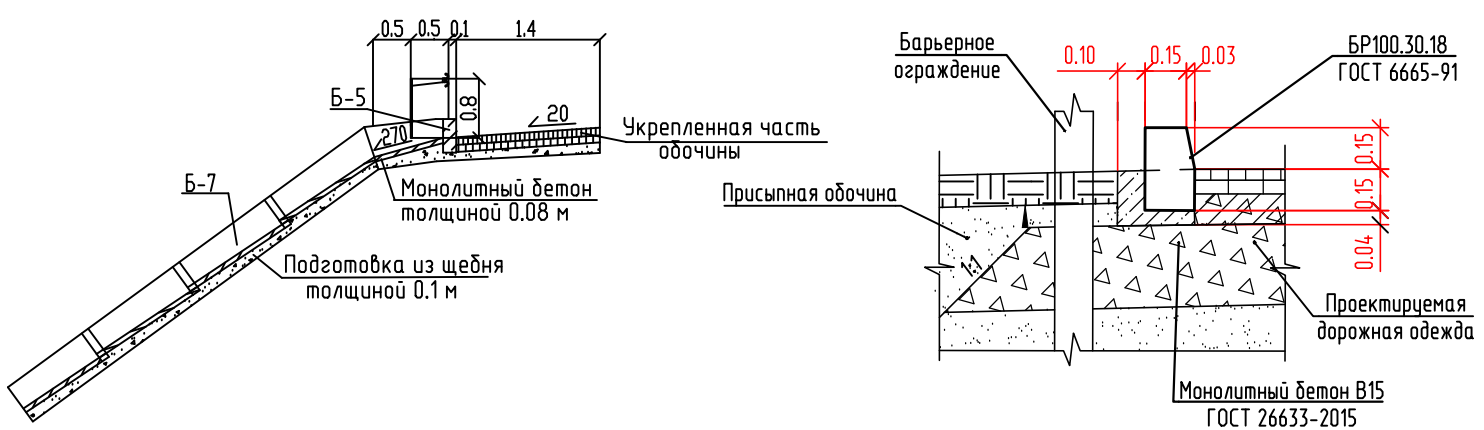 0.5 0.5 0.1 1.4
Б-5
0.8
270
20
Укрепленная часть
обочины
Б-7
Монолитный бетон
толщиной 0.08 м
Подготовка из щебня
толщиной 0.1 м
Барьерное
ограждение
0.10 0.15 0.03
БР100.30.18
ГОСТ 6665-91
Присыпная обочина
1:1
0.15
0.15
0.04
Проектируемая
дорожная одежда
Монолитный бетон В15
ГОСТ 26633-2015